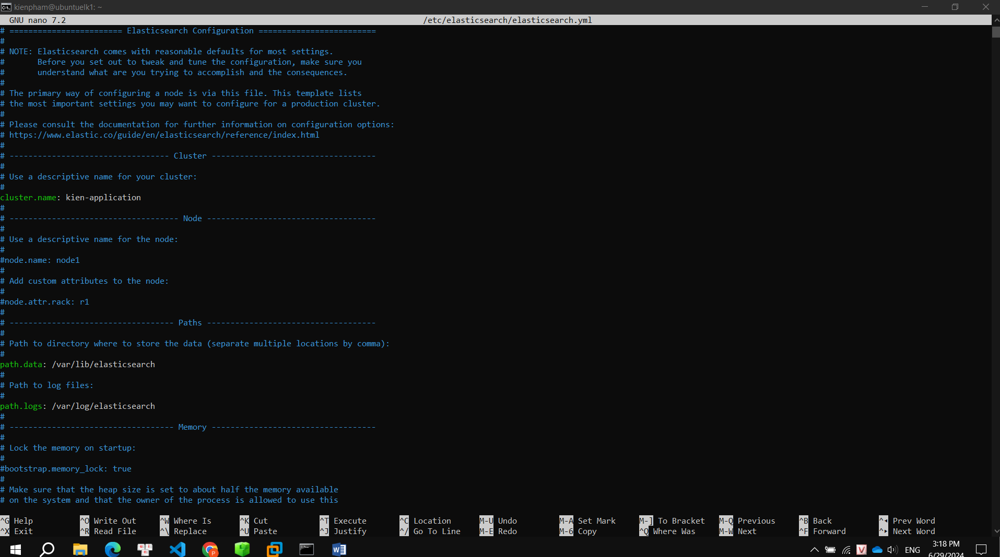 kienpham@ubuntuelk1: ~
GNU nano 7.2 /etc/elasticsearch/elasticsearch.yml
# ======================== Elasticsearch Configuration =========================
#
# NOTE: Elasticsearch comes with reasonable defaults for most settings.
#       Before you set out to tweak and tune the configuration, make sure you
#       understand what are you trying to accomplish and the consequences.
#
# The primary way of configuring a node is via this file. This template lists
# the most important settings you may want to configure for a production cluster.
#
# Please consult the documentation for further information on configuration options:
# https://www.elastic.co/guide/en/elasticsearch/reference/index.html
#
# ---------------------------------- Cluster -----------------------------------
#
# Use a descriptive name for your cluster:
#
cluster.name: kien-application
#
# ------------------------------------ Node ------------------------------------
#
# Use a descriptive name for the node:
#
#node.name: node1
#
# Add custom attributes to the node:
#
#node.attr.rack: r1
#
# ----------------------------------- Paths ------------------------------------
#
# Path to directory where to store the data (separate multiple locations by comma):
#
path.data: /var/lib/elasticsearch
#
# Path to log files:
#
path.logs: /var/log/elasticsearch
#
# ----------------------------------- Memory -----------------------------------
#
# Lock the memory on startup:
#
#bootstrap.memory_lock: true
#
# Make sure that the heap size is set to about half the memory available
# on the system and that the owner of the process is allowed to use this
^G Help ^O Write Out ^W Where Is ^K Cut ^T Execute ^C Location M-U Undo M-A Set Mark M-] To Bracket M-Q Previous ^B Back ^◂ Prev Word
^X Exit ^R Read File ^\ Replace ^U Paste ^J Justify ^/ Go To Line M-E Redo M-6 Copy ^Q Where Was M-W Next ^F Forward ^▸ Next Word
ENG
3:18 PM
6/29/2024